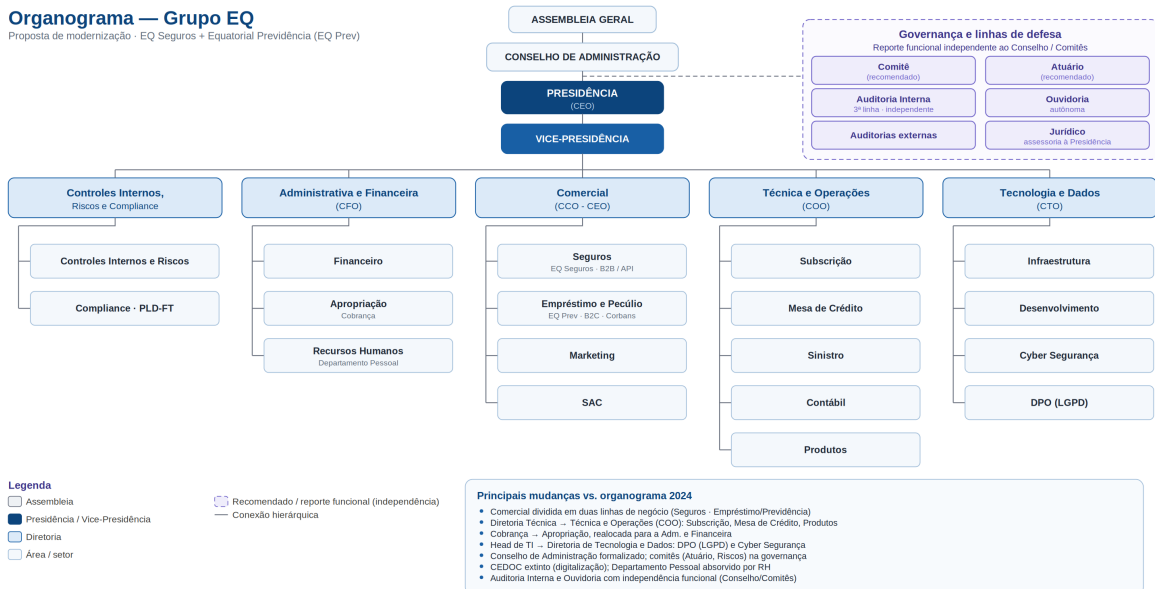 Organograma — Grupo EQ
Proposta de modernização · EQ Seguros + Equatorial Previdência (EQ Prev)
ASSEMBLEIA GERAL
CONSELHO DE ADMINISTRAÇÃO
PRESIDÊNCIA
(CEO)
VICE-PRESIDÊNCIA
Governança e linhas de defesa
Reporte funcional independente ao Conselho / Comitês
Comitê
(recomendado)
Atuário
(recomendado)
Auditoria Interna
3ª linha · independente
Ouvidoria
autônoma
Auditorias externas
Jurídico
assessoria à Presidência
Controles Internos,
Riscos e Compliance
Controles Internos e Riscos
Compliance · PLD-FT
Administrativa e Financeira
(CFO)
Financeiro
Apropriação
Cobrança
Recursos Humanos
Departamento Pessoal
Comercial
(CCO - CEO)
Seguros
EQ Seguros · B2B / API
Empréstimo e Pecúlio
EQ Prev · B2C · Corbans
Marketing
SAC
Técnica e Operações
(COO)
Subscrição
Mesa de Crédito
Sinistro
Contábil
Produtos
Tecnologia e Dados
(CTO)
Infraestrutura
Desenvolvimento
Cyber Segurança
DPO (LGPD)
Legenda
Assembleia
Presidência / Vice-Presidência
Diretoria
Área / setor
Recomendado / reporte funcional (independência)
Conexão hierárquica
Principais mudanças vs. organograma 2024
• Comercial dividida em duas linhas de negócio (Seguros · Empréstimo/Previdência)
• Diretoria Técnica → Técnica e Operações (COO): Subscrição, Mesa de Crédito, Produtos
• Cobrança → Apropriação, realocada para a Adm. e Financeira
• Head de TI → Diretoria de Tecnologia e Dados: DPO (LGPD) e Cyber Segurança
• Conselho de Administração formalizado; comitês (Atuário, Riscos) na governança
• CEDOC extinto (digitalização); Departamento Pessoal absorvido por RH
• Auditoria Interna e Ouvidoria com independência funcional (Conselho/Comitês)